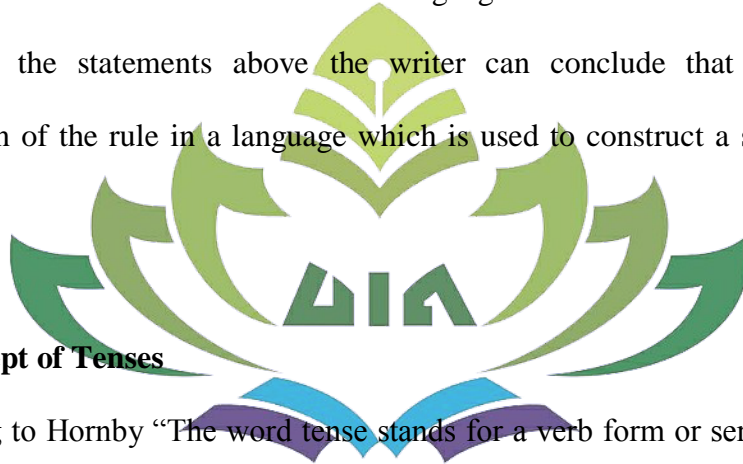 the statements above the writer can conclude that
of the rule in a language which is used to construct a
UIA
pt of Tenses
to Hornby “The word tense stands for a verb form or